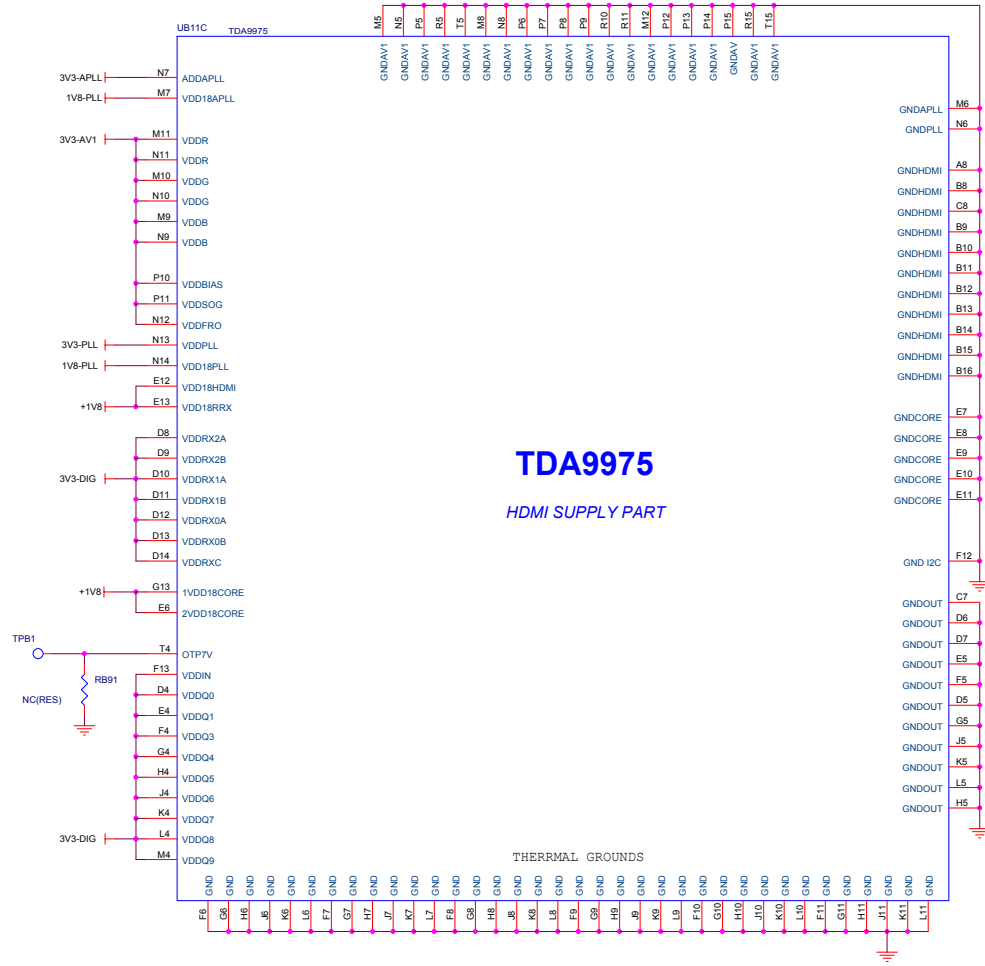 M5 N5 P5 R5 T5 M8 N8 P6 P7 P8 P9 R10 R11 M12 P12 P13 P14 P15 R15 T15
UB11C TDA9975
GNDAV1 GNDAV1 GNDAV1 GNDAV1 GNDAV1 GNDAV1 GNDAV1 GNDAV1 GNDAV1 GNDAV1 GNDAV1 GNDAV1 GNDAV1 GNDAV1 GNDAV1 GNDAV1 GNDAV1 GNDAV GNDAV1 GNDAV1
3V3-APLL N7 ADDAPLL
1V8-PLL M7 VDD18APLL
GNDAPLL M6
GNDPLL N6
3V3-AV1 M11 VDDR
N11 VDDR
GNDHDMI A8
M10 VDDG
GNDHDMI B8
N10 VDDG
GNDHDMI C8
M9 VDDB
GNDHDMI B9
N9 VDDB
GNDHDMI B10
GNDHDMI B11
P10 VDDBIAS
GNDHDMI B12
P11 VDDSOG
GNDHDMI B13
N12 VDDFRO
GNDHDMI B14
3V3-PLL N13 VDDPLL
GNDHDMI B15
1V8-PLL N14 VDD18PLL
GNDHDMI B16
E12 VDD18HDMI
+1V8 E13 VDD18RRX
GNDCORE E7
D8 VDDRX2A
GNDCORE E8
D9 VDDRX2B
GNDCORE E9
3V3-DIG D10 VDDRX1A
GNDCORE E10
D11 VDDRX1B
GNDCORE E11
D12 VDDRX0A
D13 VDDRX0B
D14 VDDRXC
TDA9975
HDMI SUPPLY PART
GND I2C F12
+1V8 G13 1VDD18CORE
GNDOUT C7
E6 2VDD18CORE
GNDOUT D6
GNDOUT D7
TPB1 T4 OTP7V
GNDOUT E5
RB91
NC(RES)
F13 VDDIN
GNDOUT F5
D4 VDDQ0
GNDOUT D5
E4 VDDQ1
GNDOUT G5
F4 VDDQ3
GNDOUT J5
G4 VDDQ4
GNDOUT K5
H4 VDDQ5
GNDOUT L5
J4 VDDQ6
GNDOUT H5
K4 VDDQ7
3V3-DIG L4 VDDQ8
M4 VDDQ9
THERRMAL GROUNDS
GND GND GND GND GND GND GND GND GND GND GND GND GND GND GND GND GND GND GND GND GND GND GND GND GND GND GND GND GND GND GND GND GND GND GND GND
F6 G6 H6 J6 K6 L6 F7 G7 H7 J7 K7 L7 F8 G8 H8 J8 K8 L8 F9 G9 H9 J9 K9 L9 F10 G10 H10 J10 K10 L10 F11 G11 H11 J11 K11 L11